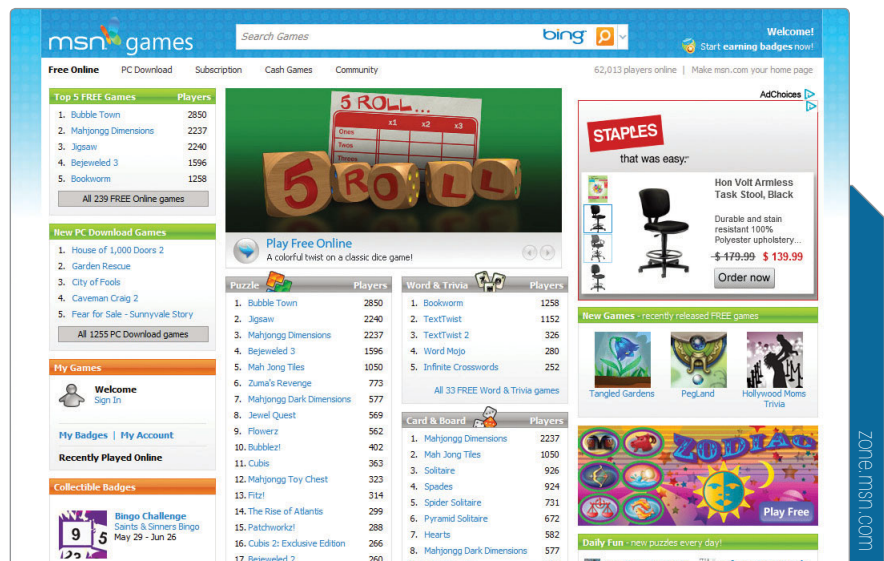 msn games
Search Games
bing
Welcome!
Start earning badges now!
Free Online PC Download Subscription Cash Games Community
62,013 players online | Make msn.com your home page
Top 5 FREE Games Players
1. Bubble Town 2850
2. Mahjongg Dimensions 2237
3. Jigsaw 2240
4. Bejeweled 3 1596
5. Bookworm 1258
All 239 FREE Online games
New PC Download Games
1. House of 1,000 Doors 2
2. Garden Rescue
3. City of Fools
4. Caveman Craig 2
5. Fear for Sale - Sunnyvale Story
All 1255 PC Download games
My Games
Welcome
Sign In
My Badges | My Account
Recently Played Online
Collectible Badges
Bingo Challenge
Saints & Sinners Bingo
May 29 - Jun 26
9 5
5 ROLL...
x1 x2 x3
Ones
Twos
Threes
5 ROLL
Play Free Online
A colorful twist on a classic dice game!
Puzzle Players
1. Bubble Town 2850
2. Jigsaw 2240
3. Mahjongg Dimensions 2237
4. Bejeweled 3 1596
5. Mah Jong Tiles 1050
6. Zuma's Revenge 773
7. Mahjongg Dark Dimensions 577
8. Jewel Quest 569
9. Flowerz 562
10. Bubblez! 402
11. Cubis 363
12. Mahjongg Toy Chest 323
13. Fitz! 314
14. The Rise of Atlantis 299
15. Patchworkz! 288
16. Cubis 2: Exclusive Edition 266
17. Bejeweled 2 260
Word & Trivia Players
1. Bookworm 1258
2. TextTwist 1152
3. TextTwist 2 326
4. Word Mojo 280
5. Infinite Crosswords 252
All 33 FREE Word & Trivia games
Card & Board Players
1. Mahjongg Dimensions 2237
2. Mah Jong Tiles 1050
3. Solitaire 926
4. Spades 924
5. Spider Solitaire 731
6. Pyramid Solitaire 672
7. Hearts 582
8. Mahjongg Dark Dimensions 577
AdChoices
STAPLES
that was easy.
Hon Volt Armless
Task Stool, Black
Durable and stain
resistant 100%
Polyester upholstery...
$179.99 $ 139.99
Order now
New Games - recently released FREE games
Tangled Gardens
PegLand
Hollywood Moms
Trivia
ZODIAC
Play Free
Daily Fun - new puzzles every day!
zone.msn.com